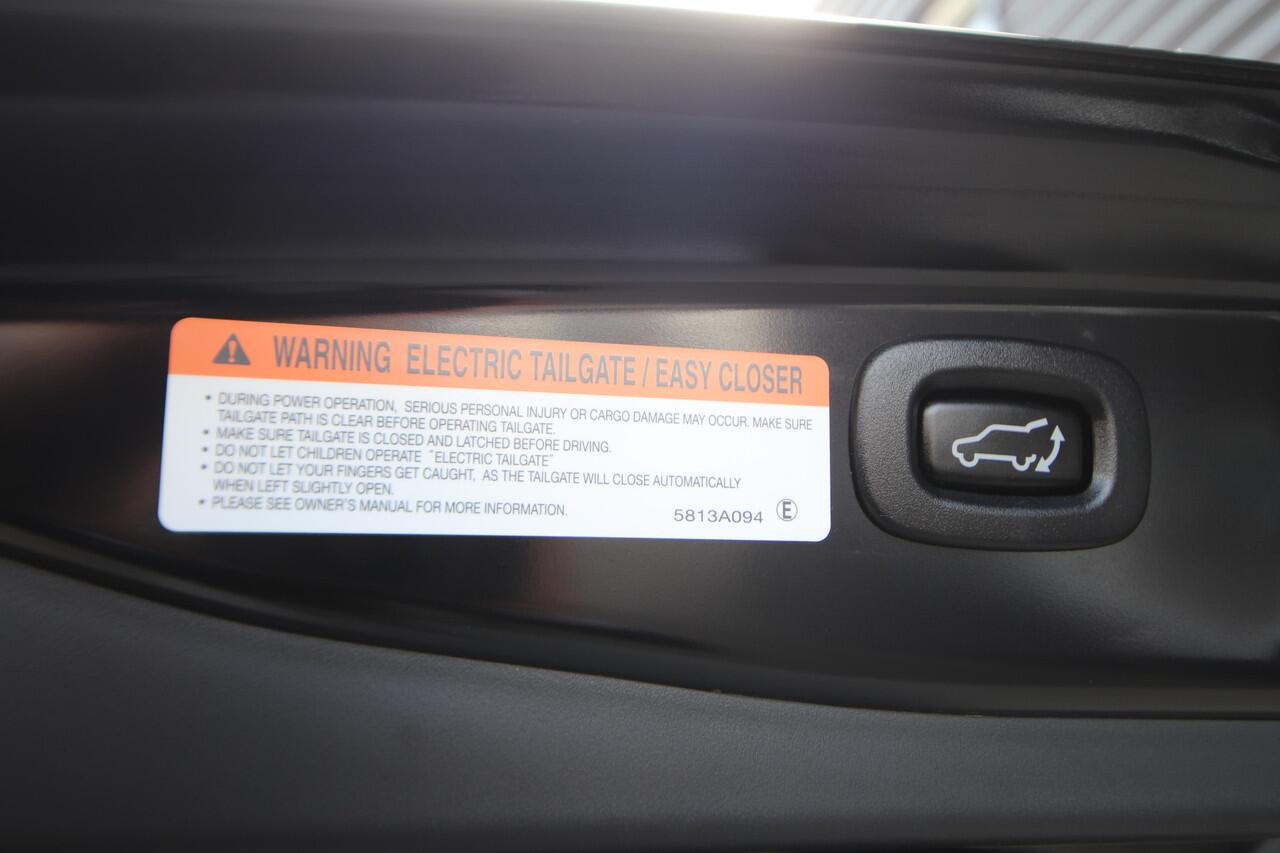 WARNING ELECTRIC TAILGATE / EASY CLOSER
• DURING POWER OPERATION, SERIOUS PERSONAL INJURY OR CARGO DAMAGE MAY OCCUR. MAKE SURE
TAILGATE PATH IS CLEAR BEFORE OPERATING TAILGATE.
• MAKE SURE TAILGATE IS CLOSED AND LATCHED BEFORE DRIVING.
• DO NOT LET CHILDREN OPERATE "ELECTRIC TAILGATE"
• DO NOT LET YOUR FINGERS GET CAUGHT, AS THE TAILGATE WILL CLOSE AUTOMATICALLY
WHEN LEFT SLIGHTLY OPEN.
• PLEASE SEE OWNER'S MANUAL FOR MORE INFORMATION.
5813A094 Ⓔ